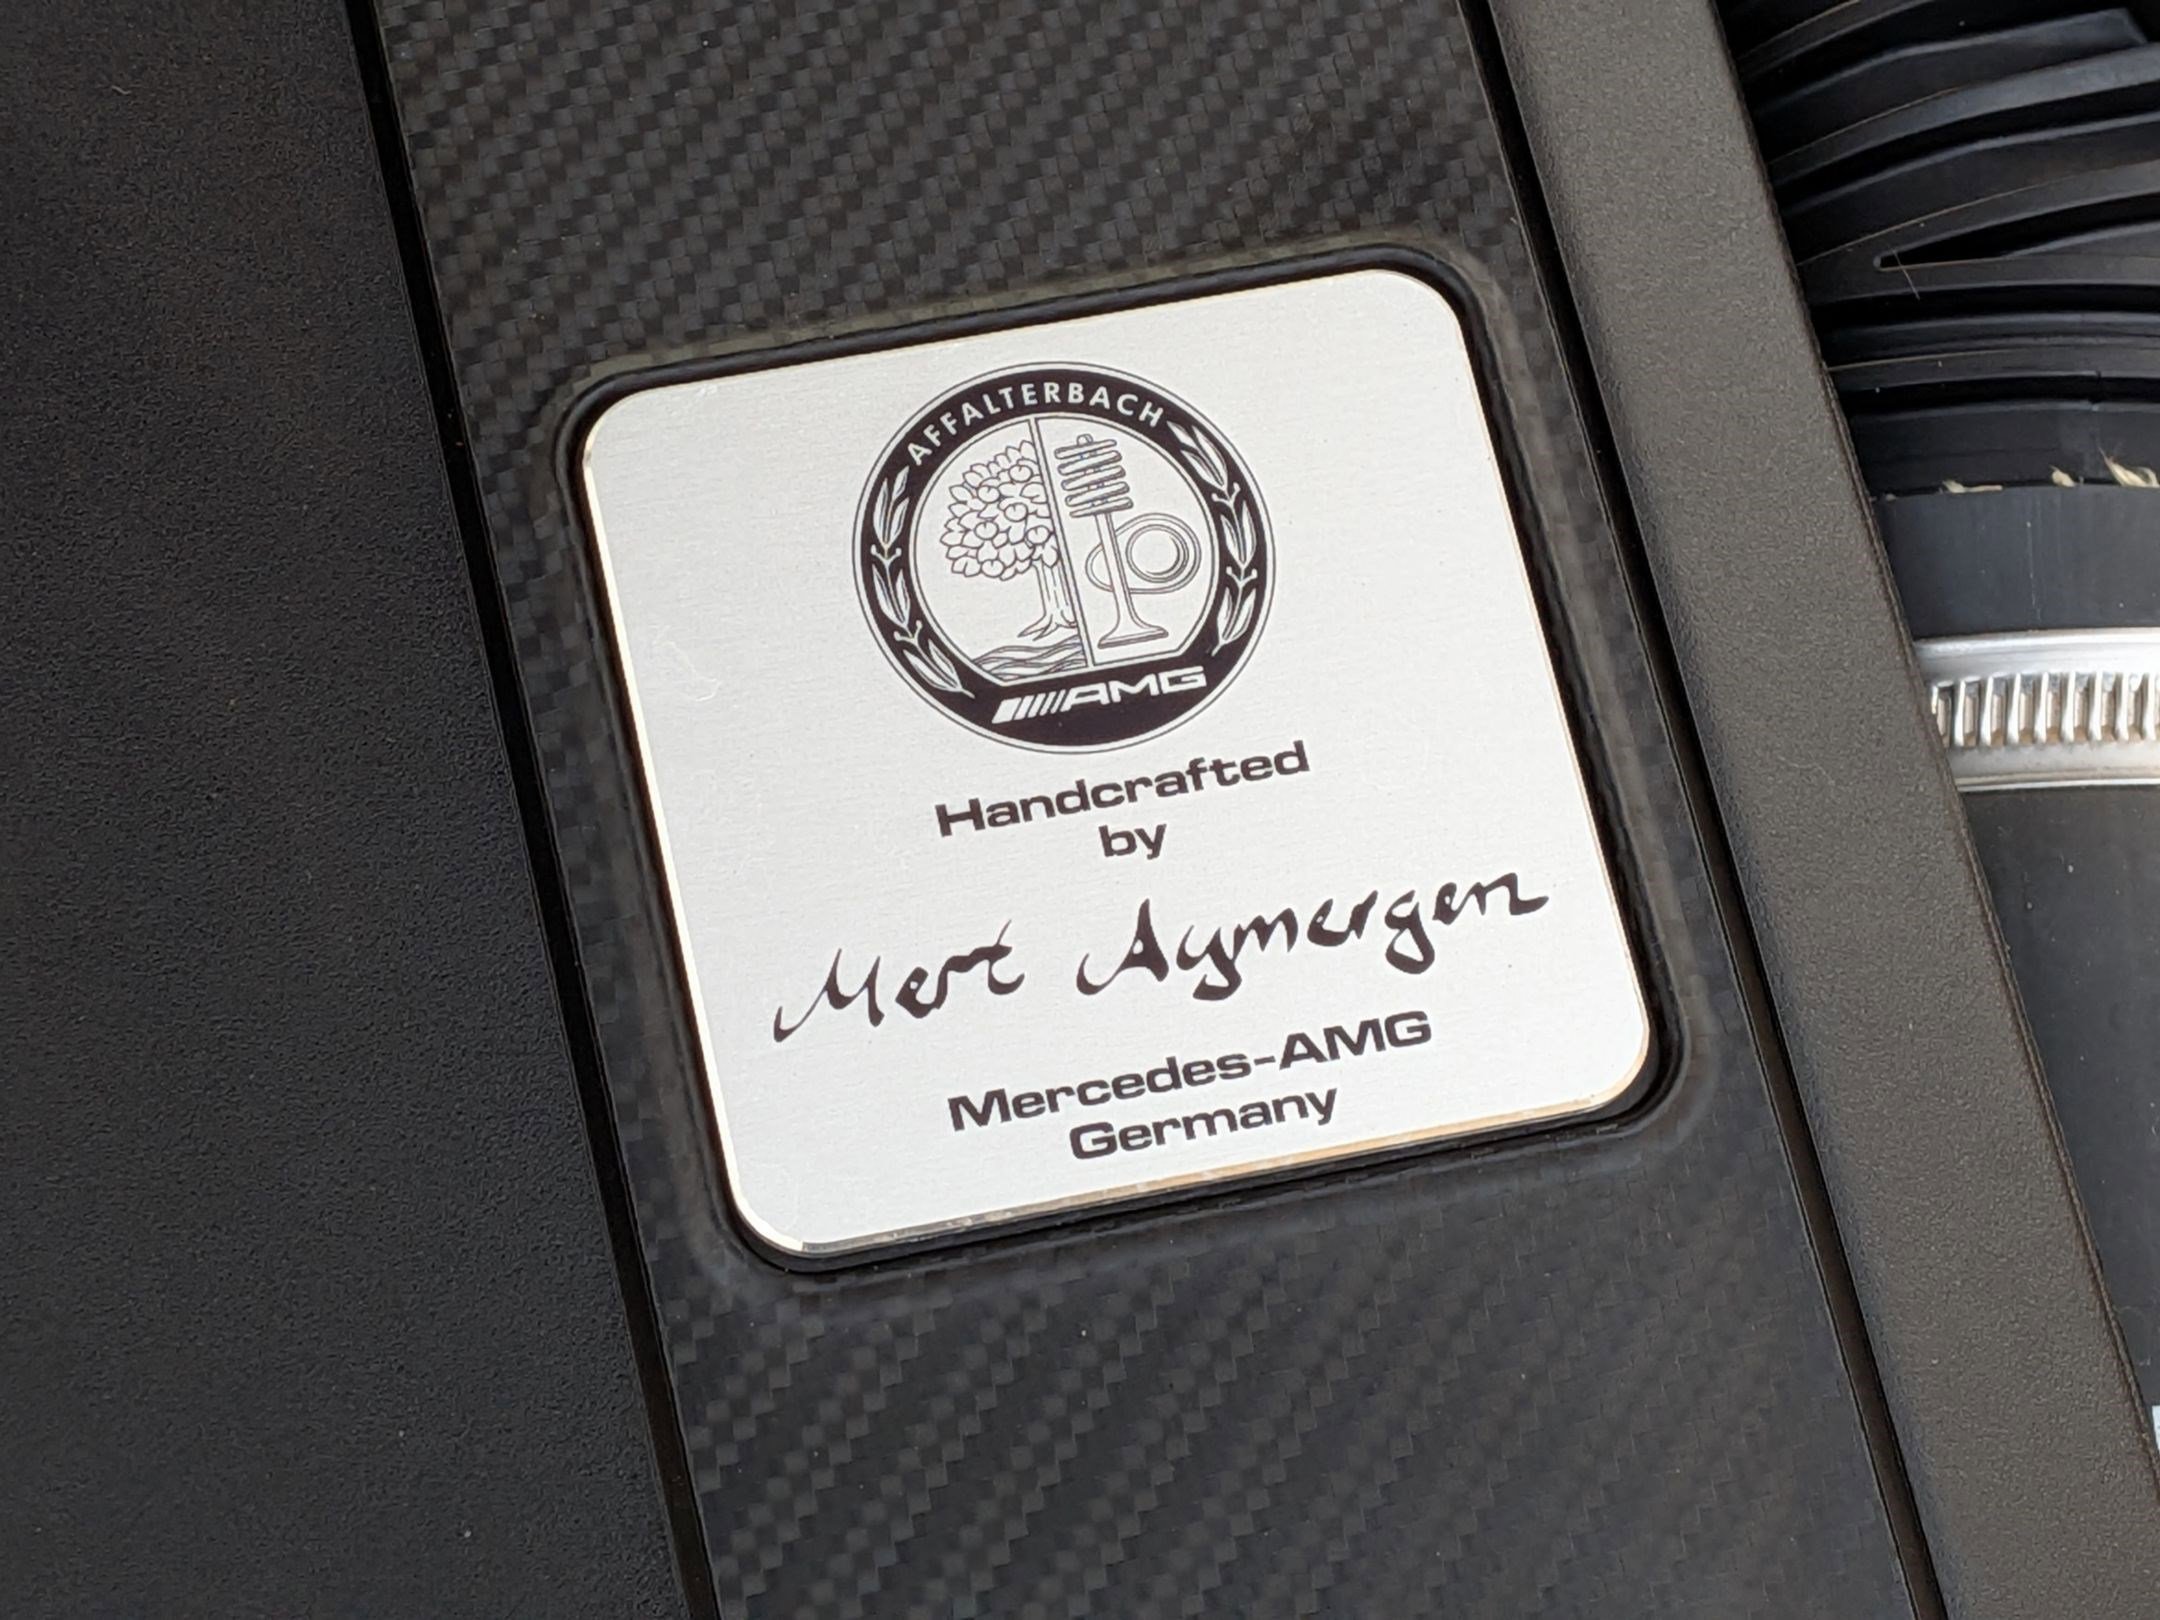 AFFALTERBACH
AMG
Handcrafted
by
Mert Aymergen
Mercedes-AMG
Germany